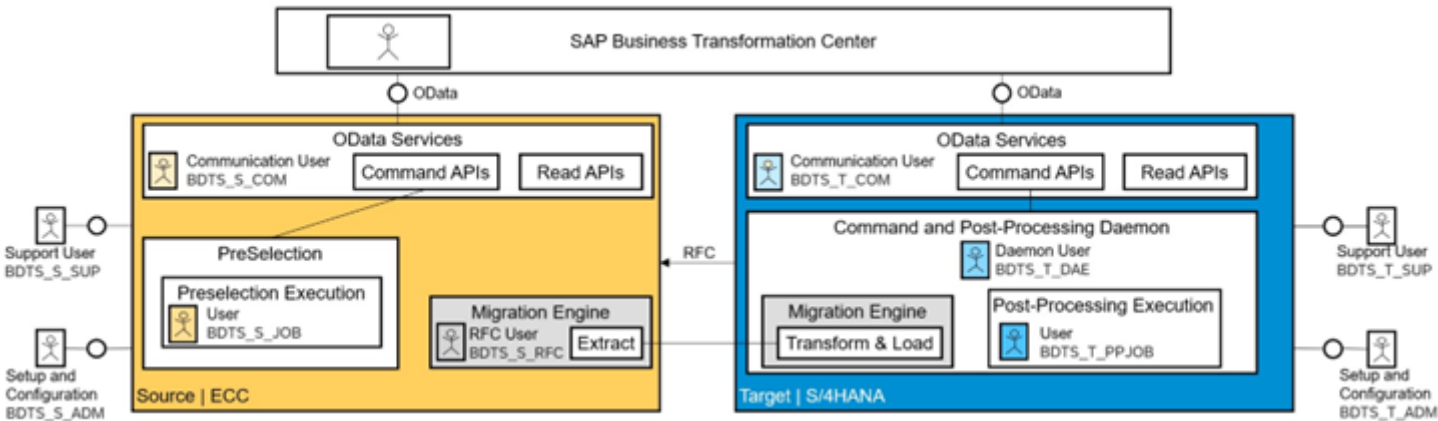 SAP Business Transformation Center
OData
OData
OData Services
Communication User
BDTS_S_COM
Command APIs
Read APIs
Support User
BDTS_S_SUP
PreSelection
Preselection Execution
User
BDTS_S_JOB
Migration Engine
RFC User
BDTS_S_RFC
Extract
Setup and
Configuration
BDTS_S_ADM
Source | ECC
RFC
OData Services
Communication User
BDTS_T_COM
Command APIs
Read APIs
Command and Post-Processing Daemon
Daemon User
BDTS_T_DAE
Migration Engine
Transform & Load
Post-Processing Execution
User
BDTS_T_PPJOB
Target | S/4HANA
Support User
BDTS_T_SUP
Setup and
Configuration
BDTS_T_ADM